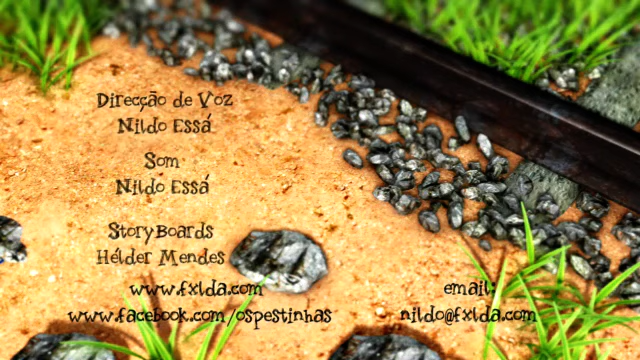 Direcção de Voz
Nildo Essá
Som
Nildo Essá
StoryBoards
Hélder Mendes
www.fxlda.com
www.facebook.com/ospestinhas
email:
nildo@fxlda.com